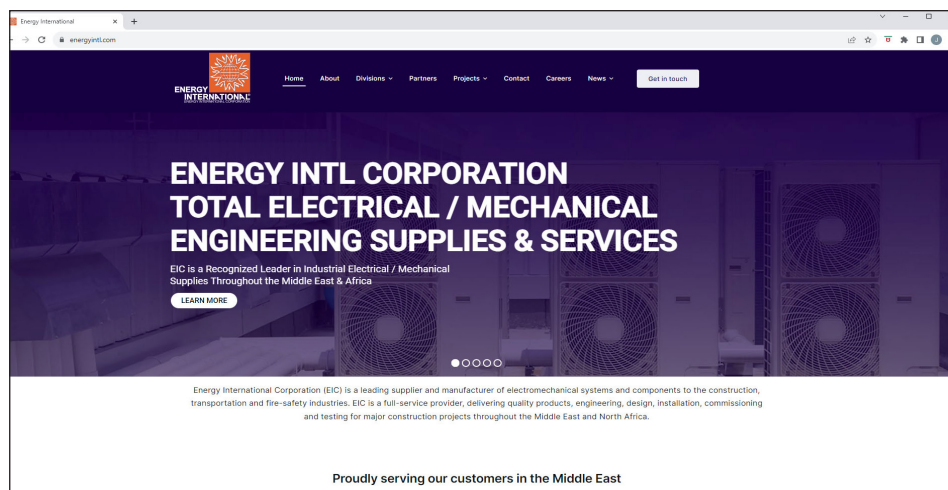 Energy International
energyintl.com
ENERGY
INTERNATIONAL
ENERGY INTERNATIONAL CORPORATION
Home About Divisions Partners Projects Contact Careers News Get in touch
ENERGY INTL CORPORATION
TOTAL ELECTRICAL / MECHANICAL
ENGINEERING SUPPLIES & SERVICES
EIC is a Recognized Leader in Industrial Electrical / Mechanical
Supplies Throughout the Middle East & Africa
LEARN MORE
Energy International Corporation (EIC) is a leading supplier and manufacturer of electromechanical systems and components to the construction,
transportation and fire-safety industries. EIC is a full-service provider, delivering quality products, engineering, design, installation, commissioning
and testing for major construction projects throughout the Middle East and North Africa.
Proudly serving our customers in the Middle East